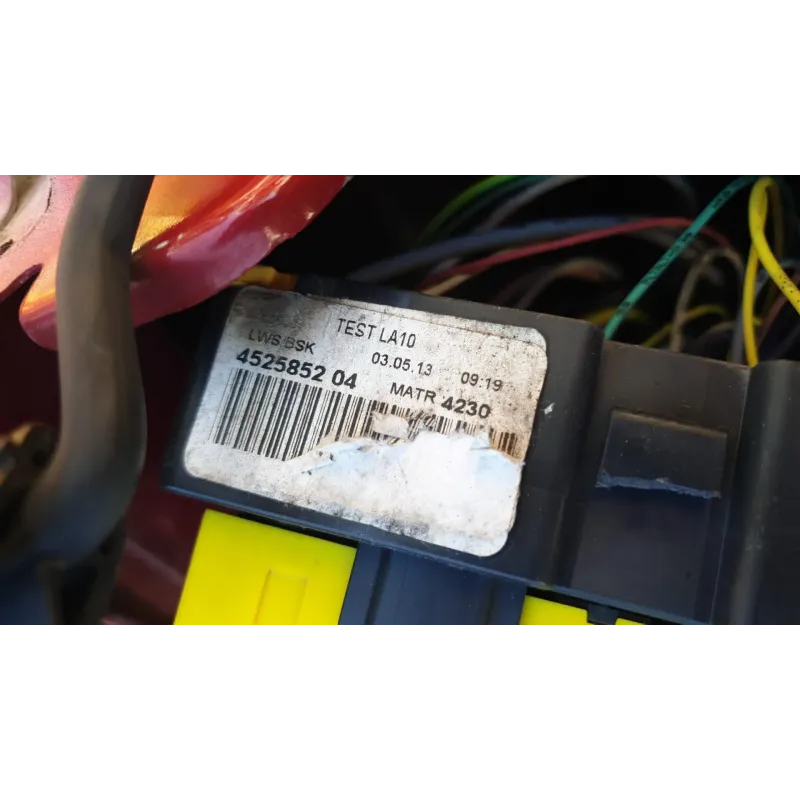 TEST LA10
LWS/BSK 03.05.13 09:19
4525852 04 MATR 4230